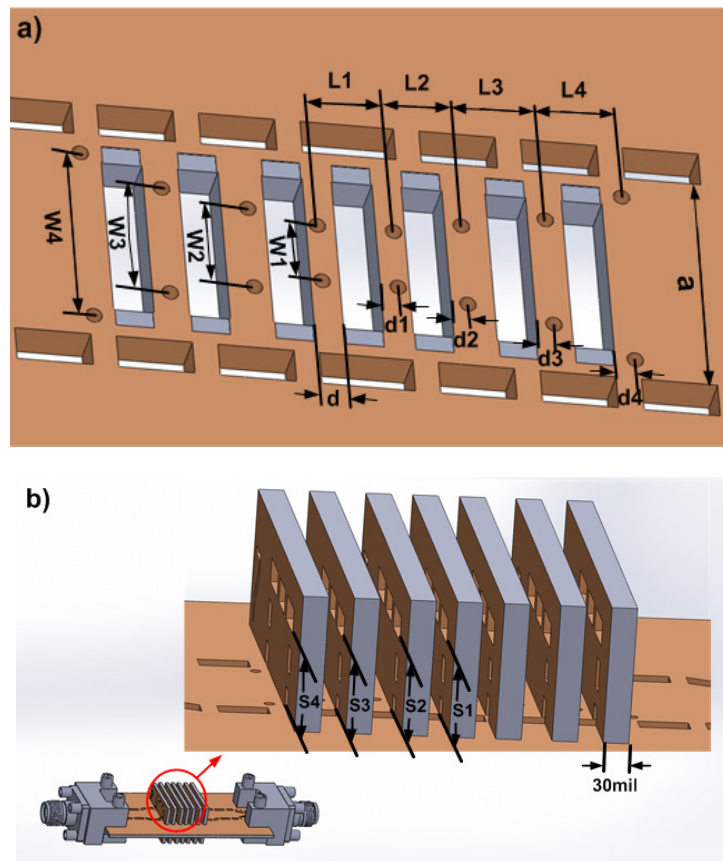 a)
L1 L2 L3 L4
W4 W3 W2 W1
a
d1 d2 d3 d4
d
b)
S4 S3 S2 S1
30mil